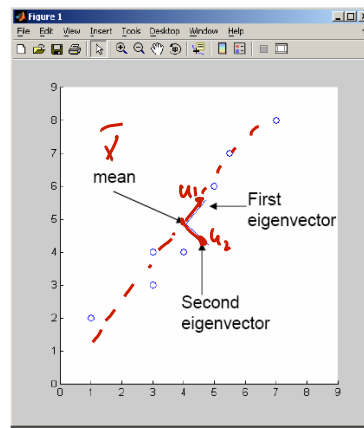 Figure 1
File Edit View Insert Tools Desktop Window Help
9
8
7
6
5
4
3
2
1
0
0 1 2 3 4 5 6 7 8 9
X̄
mean
u₁
First
eigenvector
u₂
Second
eigenvector